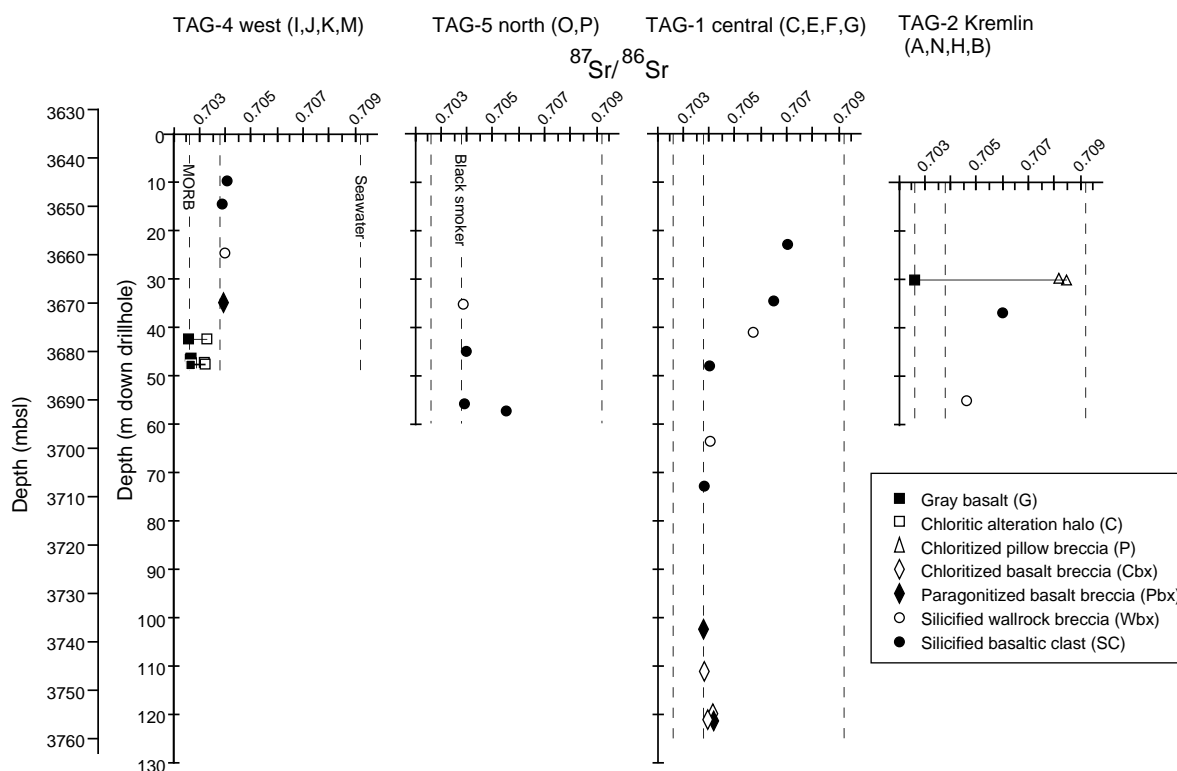 TAG-4 west (I,J,K,M)
TAG-5 north (O,P)
TAG-1 central (C,E,F,G)
TAG-2 Kremlin
(A,N,H,B)
87Sr/86Sr
0.703
0.705
0.707
0.709
0.703
0.705
0.707
0.709
0.703
0.705
0.707
0.709
0.703
0.705
0.707
0.709
Depth (mbsl)
3630
3640
3650
3660
3670
3680
3690
3700
3710
3720
3730
3740
3750
3760
Depth (m down drillhole)
0
10
20
30
40
50
60
70
80
90
100
110
120
130
MORB
Seawater
Black smoker
Gray basalt (G)
Chloritic alteration halo (C)
Chloritized pillow breccia (P)
Chloritized basalt breccia (Cbx)
Paragonitized basalt breccia (Pbx)
Silicified wallrock breccia (Wbx)
Silicified basaltic clast (SC)